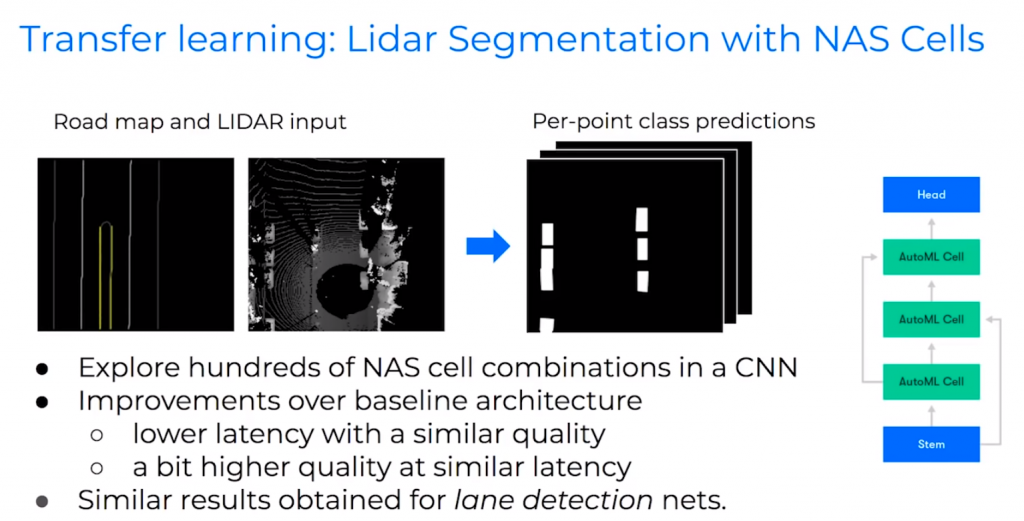 Transfer learning: Lidar Segmentation with NAS Cells
Road map and LIDAR input
Per-point class predictions
Head
AutoML Cell
AutoML Cell
AutoML Cell
Stem
● Explore hundreds of NAS cell combinations in a CNN
● Improvements over baseline architecture
○ lower latency with a similar quality
○ a bit higher quality at similar latency
● Similar results obtained for lane detection nets.